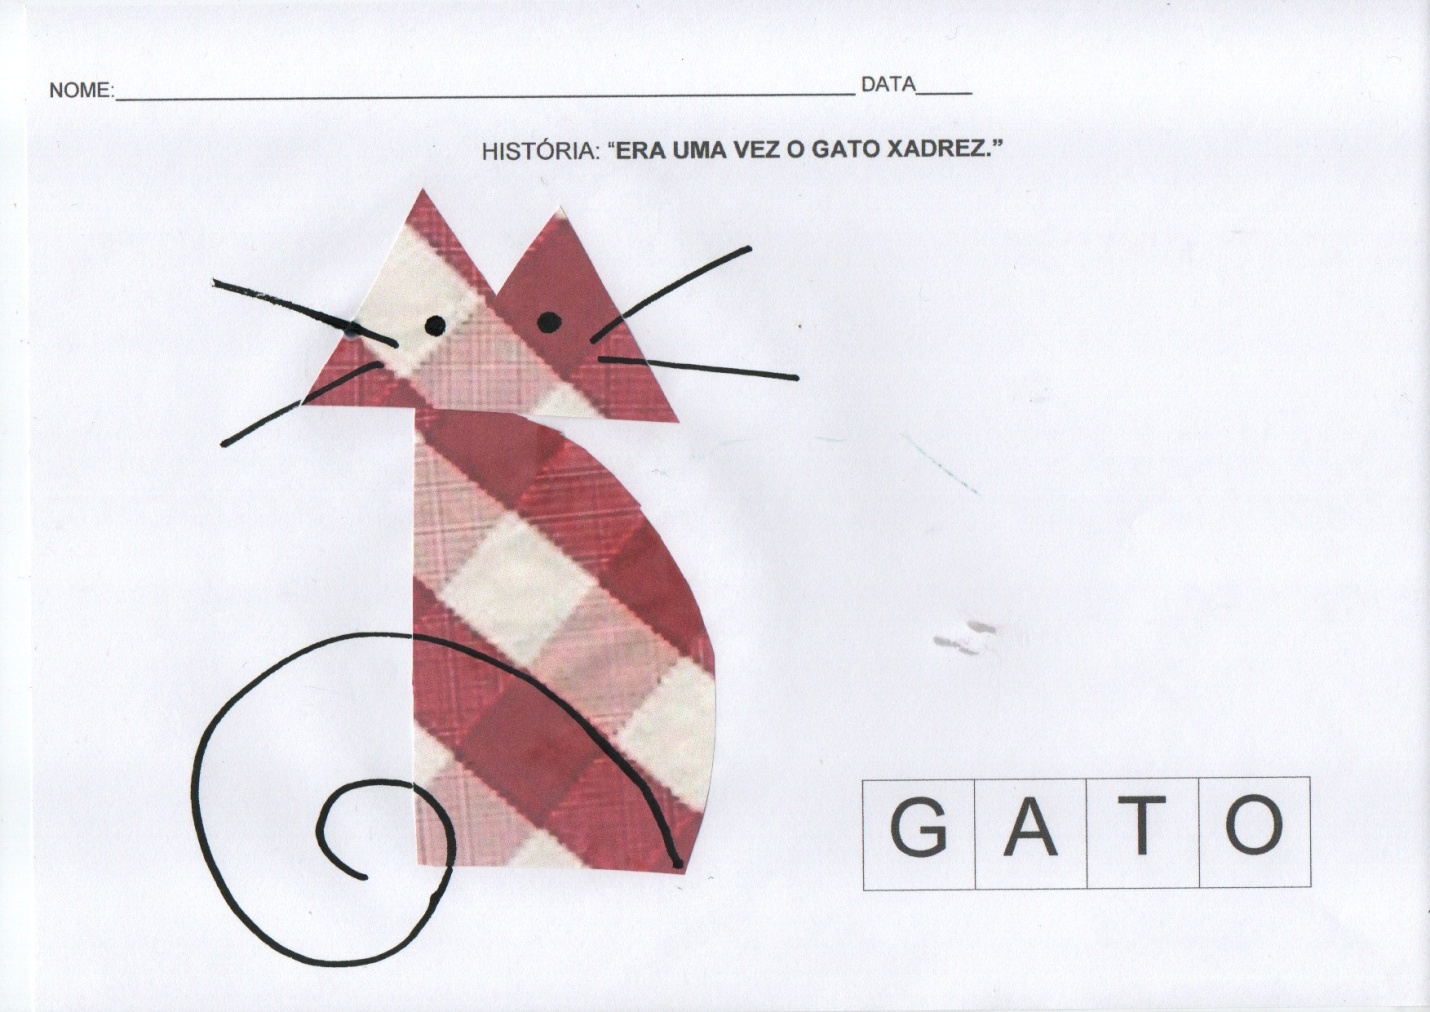 NOME: DATA
HISTÓRIA: “ERA UMA VEZ O GATO XADREZ.”
GATO